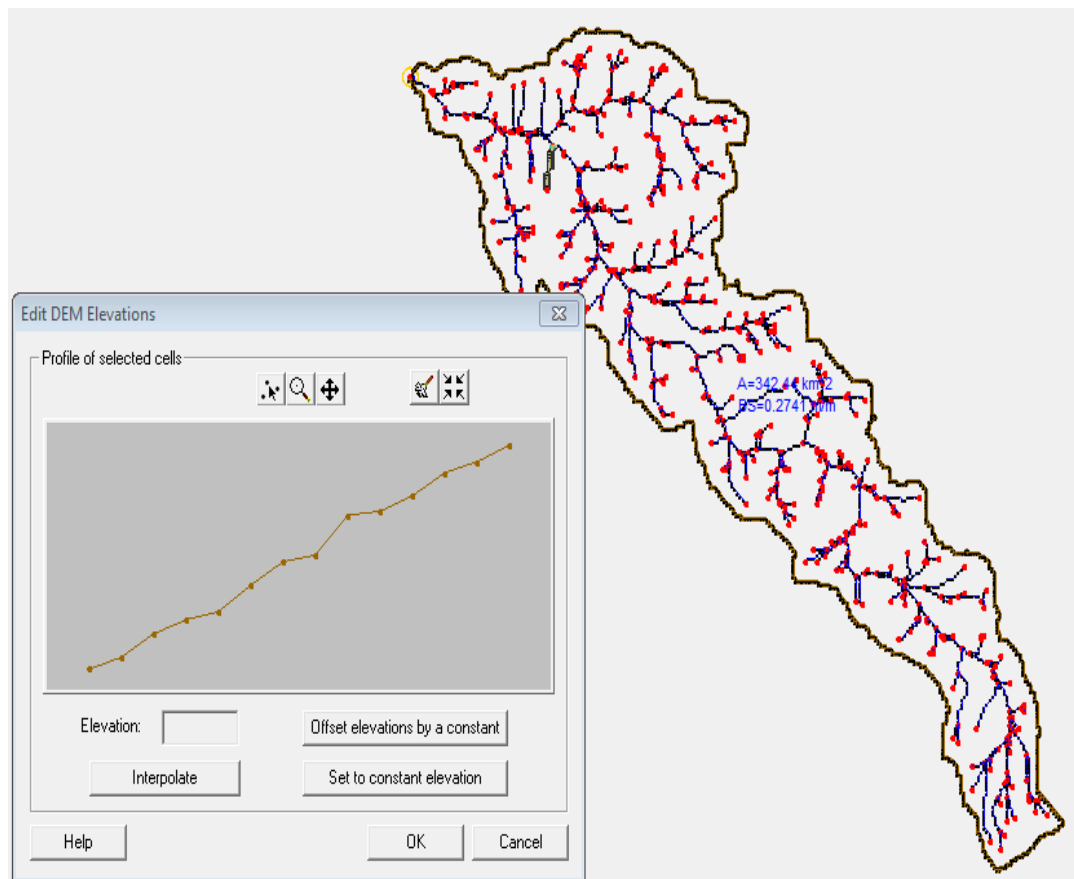 Edit DEM Elevations
Profile of selected cells
Elevation:
Offset elevations by a constant
Interpolate
Set to constant elevation
Help
OK
Cancel
A=342.44 km^2
BS=0.2741 m/m